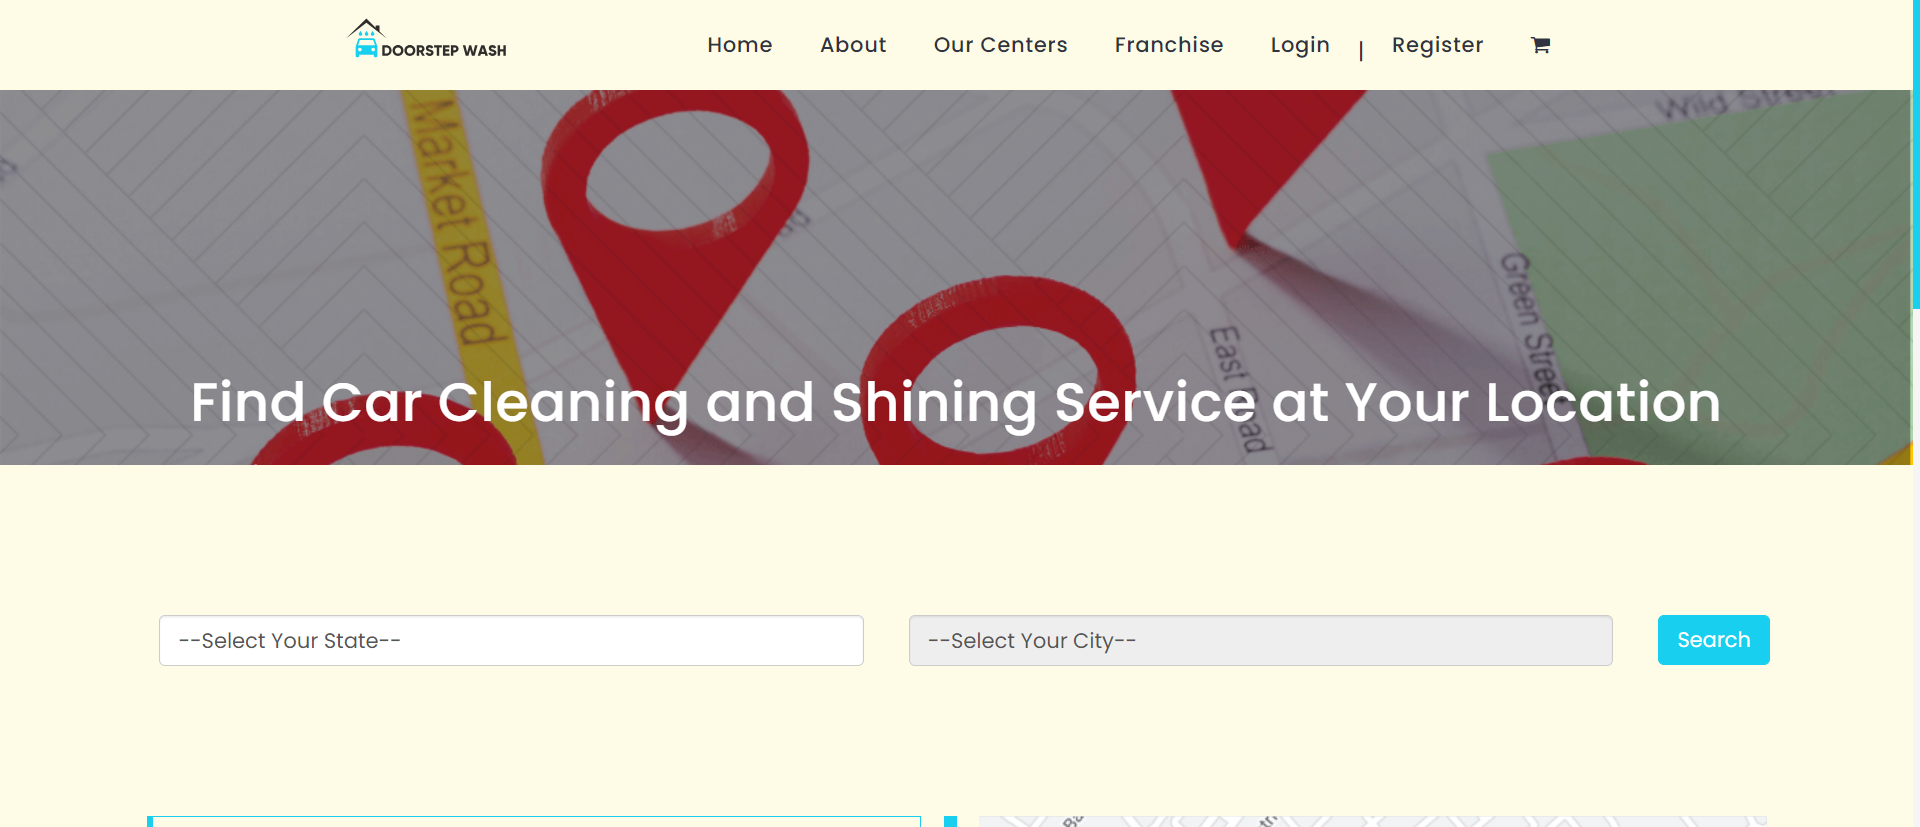 DOORSTEP WASH
Home About Our Centers Franchise Login | Register
Wild Street
Market Road
Green Street
East Road
Find Car Cleaning and Shining Service at Your Location
--Select Your State--
--Select Your City--
Search